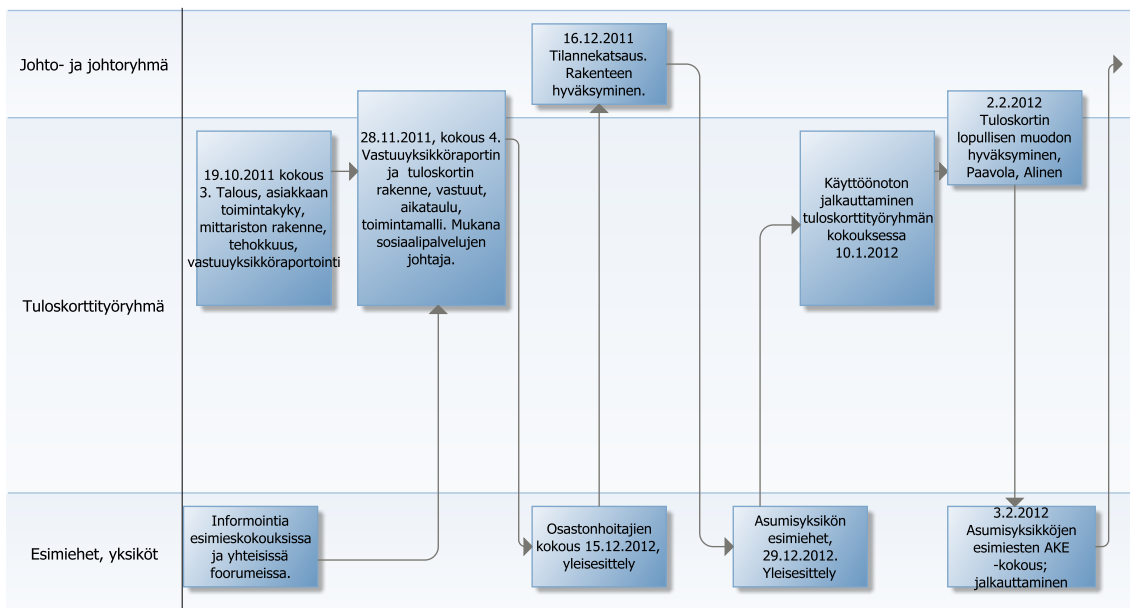 Johto- ja johtoryhmä
16.12.2011
Tilannekatsaus.
Rakenteen
hyväksyminen.
Tuloskorttityöryhmä
19.10.2011 kokous
3. Talous, asiakkaan
toimintakyky,
mittariston rakenne,
tehokkuus,
vastuuyksikköraportointi
28.11.2011, kokous 4.
Vastuuyksikköraportin
ja tuloskortin
rakenne, vastuut,
aikataulu,
toimintamalli. Mukana
sosiaalipalvelujen
johtaja.
Käyttöönoton
jalkauttaminen
tuloskorttityöryhmän
kokouksessa
10.1.2012
2.2.2012
Tuloskortin
lopullisen muodon
hyväksyminen,
Paavola, Alinen
Esimiehet, yksiköt
Informointia
esimieskokouksissa
ja yhteisissä
foorumeissa.
Osastonhoitajien
kokous 15.12.2012,
yleisesittely
Asumisyksikön
esimiehet,
29.12.2012.
Yleisesittely
3.2.2012
Asumisyksikköjen
esimiesten AKE
-kokous;
jalkauttaminen